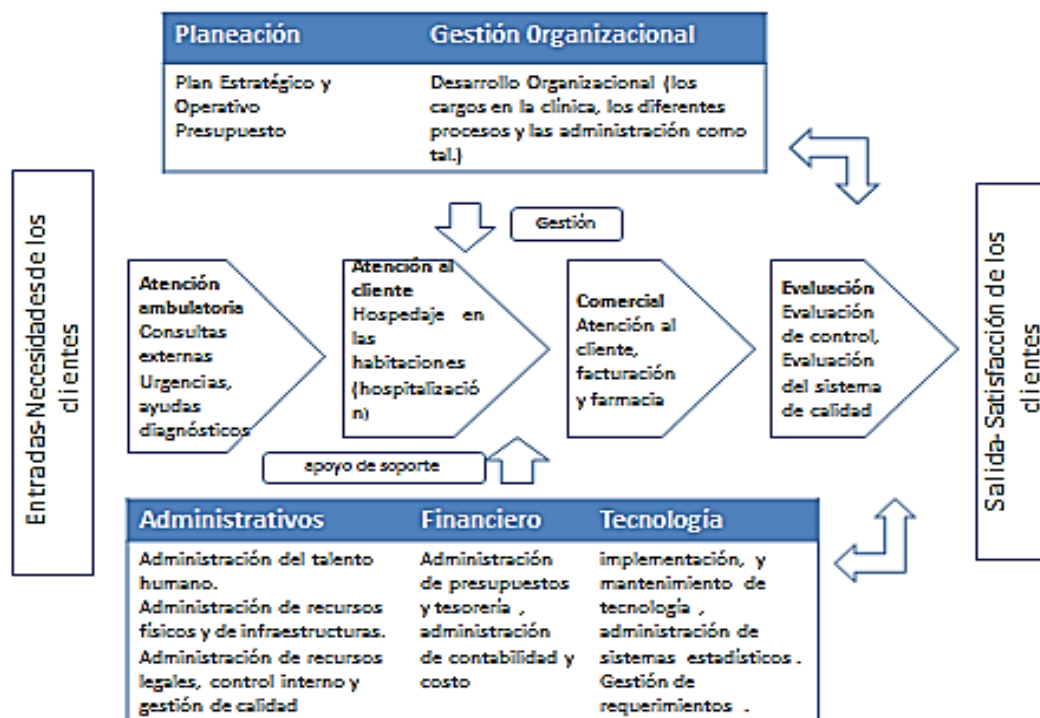 Planeación
Gestión Organizacional
Plan Estratégico y
Operativo
Presupuesto
Desarrollo Organizacional (los
cargos en la clínica, los diferentes
procesos y las administración como
tal.)
Entradas-Necesidades de los
clientes
Gestión
Atención
ambulatoria
Consultas
externas
Urgencias,
ayudas
diagnósticos
Atención al
cliente
Hospedaje en
las
habitaciones
(hospitalizació
n)
Comercial
Atención al
cliente,
facturación
y farmacia
Evaluación
Evaluación
de control,
Evaluación
del sistema
de calidad
Salida- Satisfacción de los
clientes
apoyo de soporte
Administrativos
Financiero
Tecnología
Administración del talento
humano.
Administración de recursos
físicos y de infraestructuras.
Administración de recursos
legales, control interno y
gestión de calidad
Administración
de presupuestos
y tesorería ,
administración
de contabilidad y
costo
implementación, y
mantenimiento de
tecnología ,
administración de
sistemas estadísticos .
Gestión de
requerimientos .